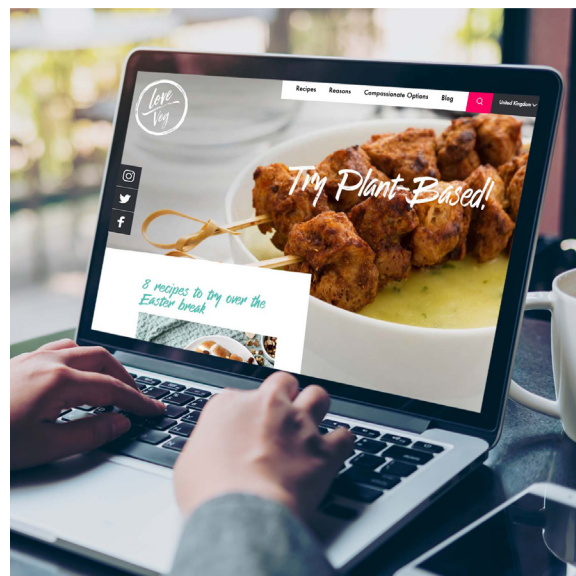 Love
Veg
Recipes Reasons Compassionate Options Blog United Kingdom
Try Plant-Based!
8 recipes to try over the
Easter break